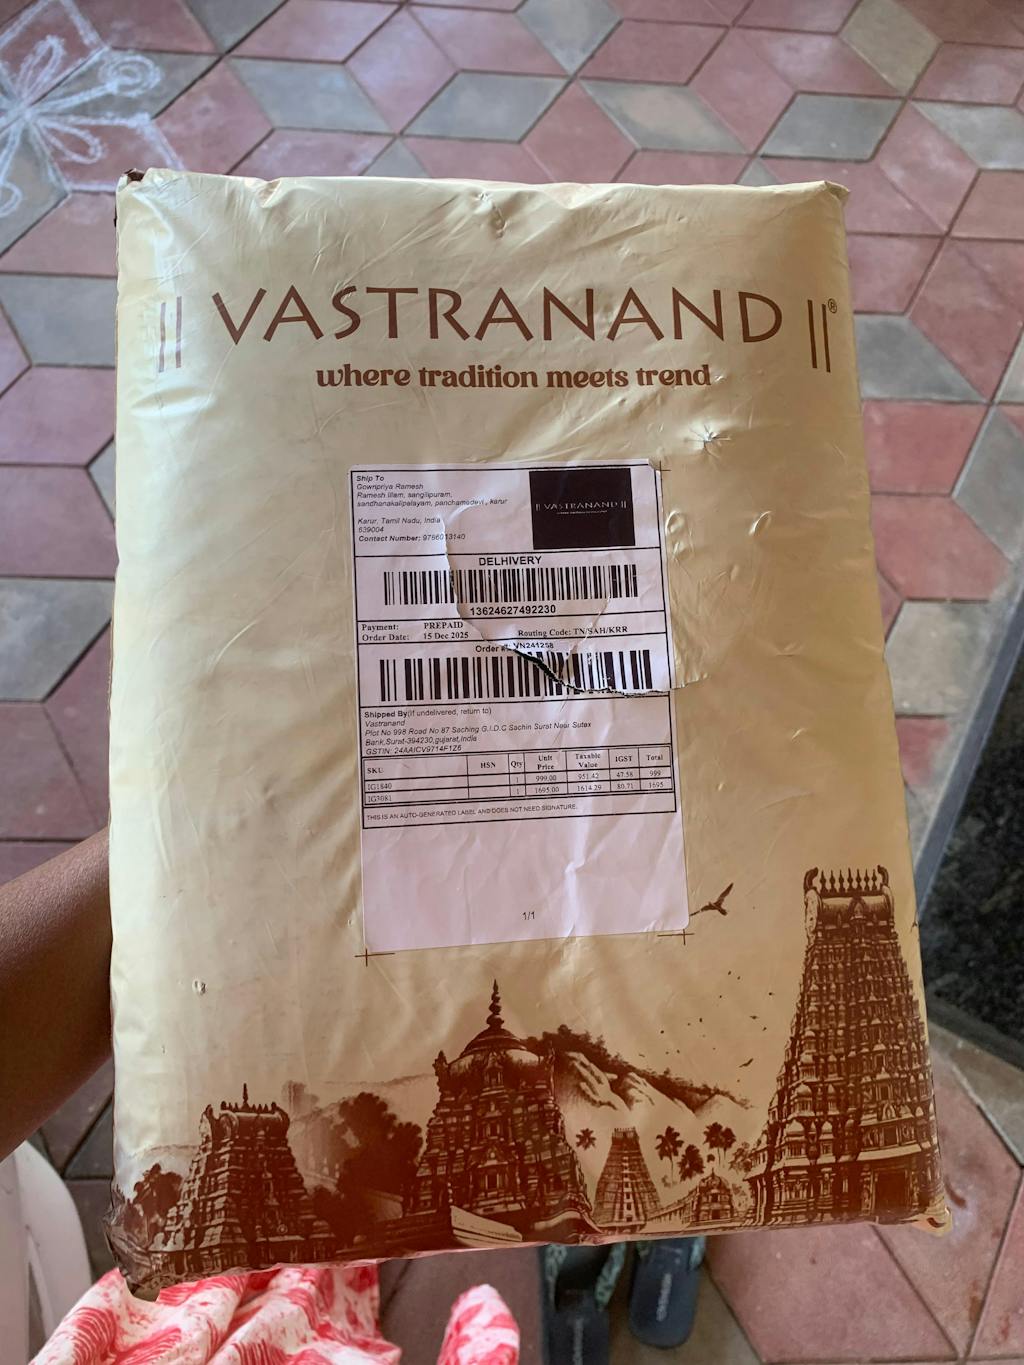 || VASTRANAND ||®
where tradition meets trend
Ship To
Gowripriya Ramesh
Ramesh Illam, sangilipuram,
sandhanakalipalayam, panchamadevi , karur
Karur, Tamil Nadu, India
639004
Contact Number: 9786013140
|| VASTRANAND ||
DELHIVERY
13624627492230
Payment: PREPAID
Order Date: 15 Dec 2025 Routing Code: TN/SAH/KRR
Order #: VN241258
Shipped By(If undelivered, return to)
Vastranand
Plot No 998 Road No 87 Saching G.I.D.C Sachin Surat Near Sutex
Bank,Surat-394230,gujarat,India
GSTIN: 24AAICV9714F1Z6
SKU HSN Qty Unit Price Taxable Value IGST Total
IG1840 1 999.00 951.42 47.58 999
IG3081 1 1695.00 1614.29 80.71 1695
THIS IS AN AUTO-GENERATED LABEL AND DOES NOT NEED SIGNATURE.
1/1